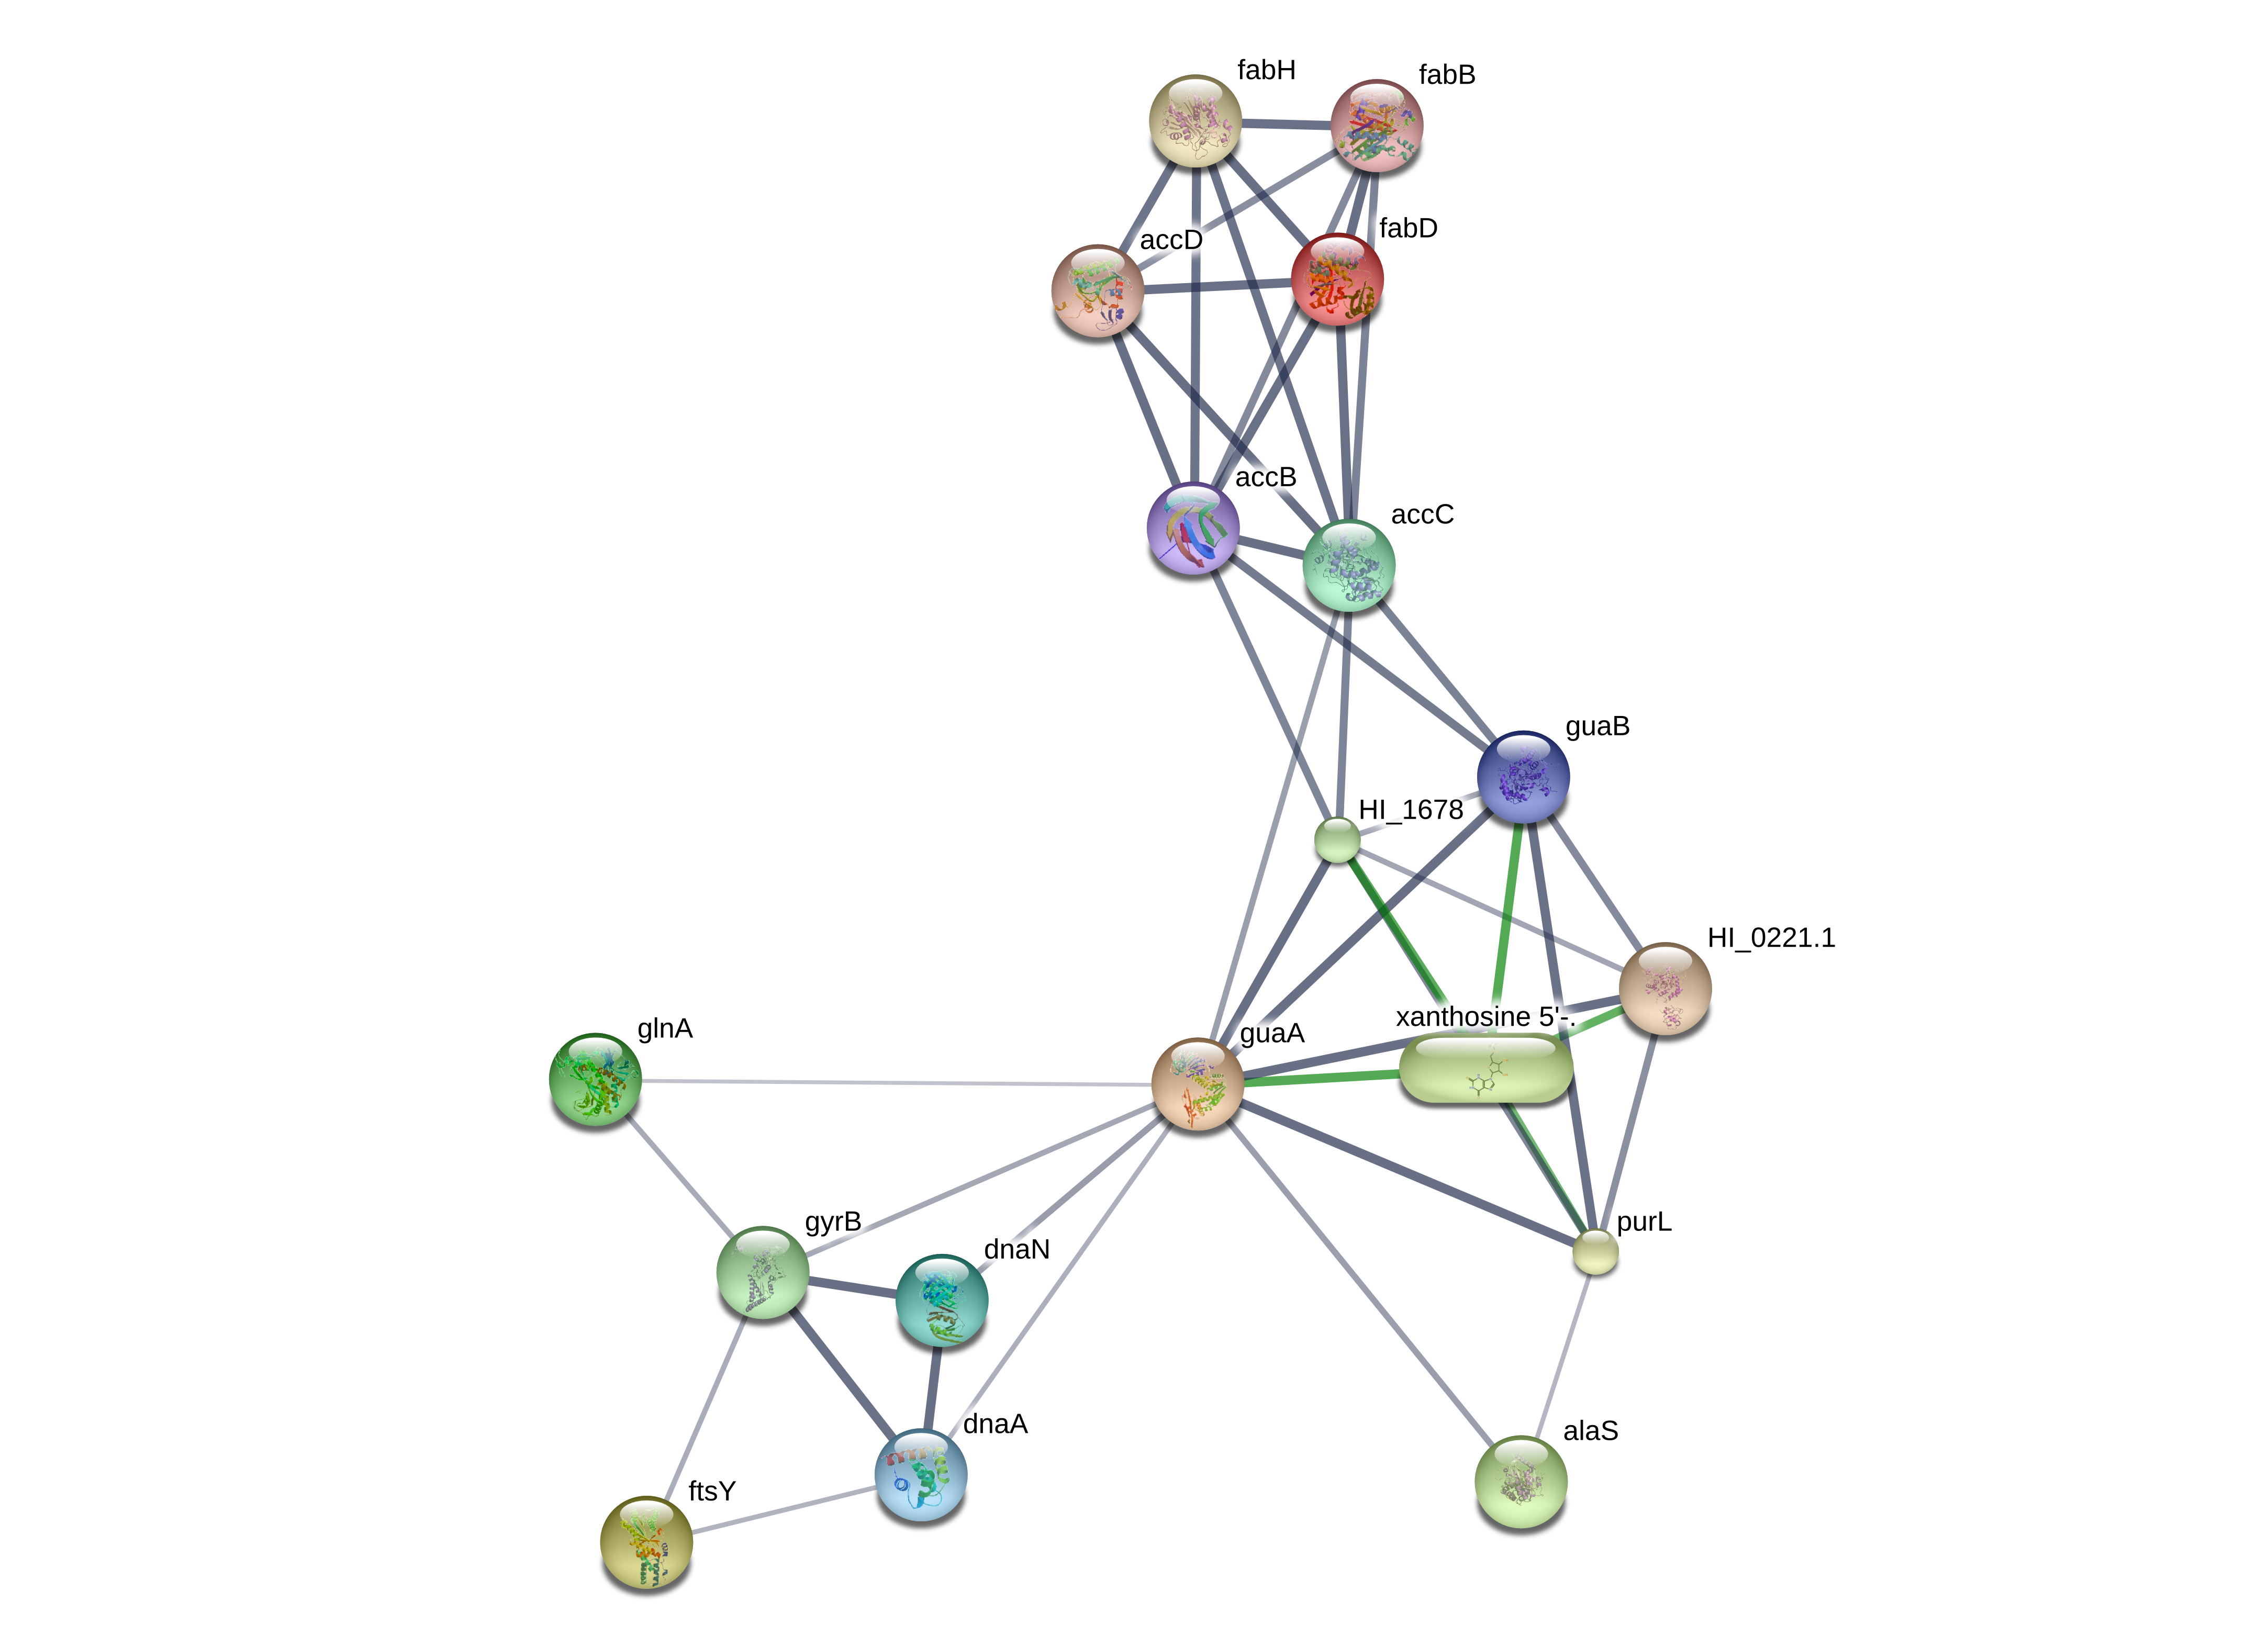 fabH
fabB
fabD
accD
accB
accC
guaB
HI_1678
HI_0221.1
xanthosine 5'-.
glnA
guaA
gyrB
purL
dnaN
dnaA
alaS
ftsY